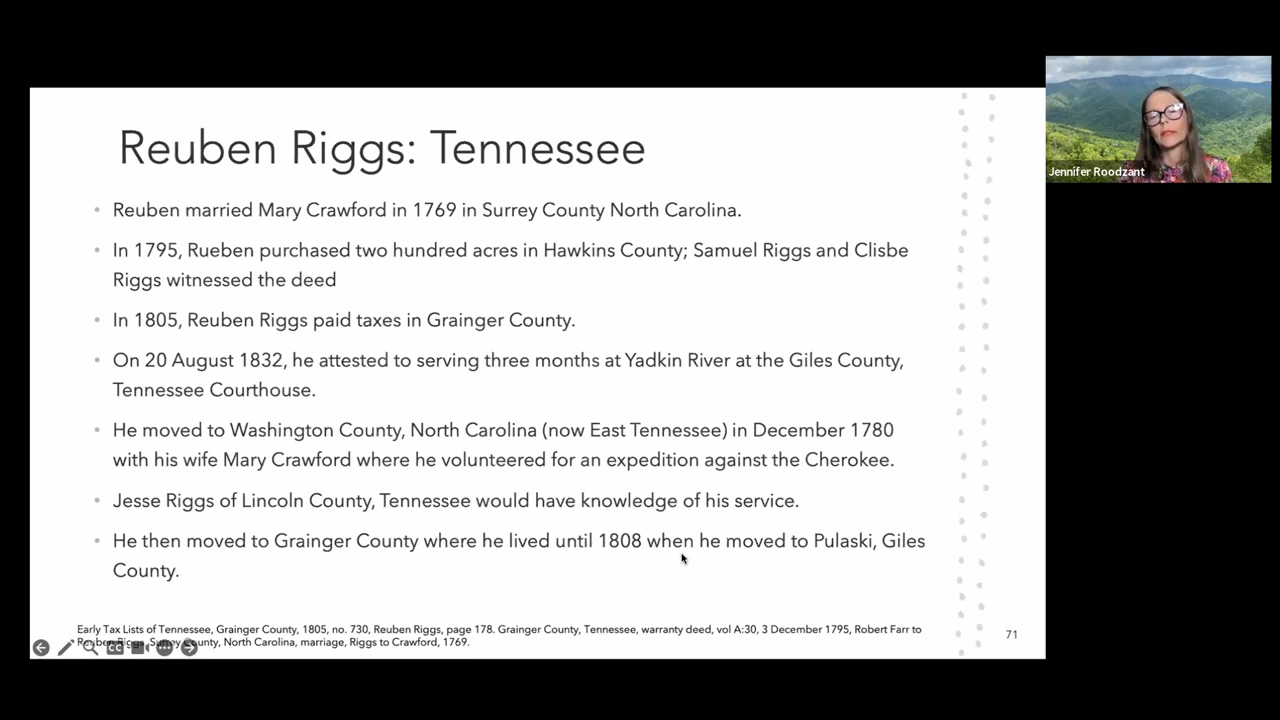 Reuben Riggs: Tennessee
Reuben married Mary Crawford in 1769 in Surrey County North Carolina.
In 1795, Rueben purchased two hundred acres in Hawkins County; Samuel Riggs and Clisbe
Riggs witnessed the deed
In 1805, Reuben Riggs paid taxes in Grainger County.
On 20 August 1832, he attested to serving three months at Yadkin River at the Giles County,
Tennessee Courthouse.
He moved to Washington County, North Carolina (now East Tennessee) in December 1780
with his wife Mary Crawford where he volunteered for an expedition against the Cherokee.
Jesse Riggs of Lincoln County, Tennessee would have knowledge of his service.
He then moved to Grainger County where he lived until 1808 when he moved to Pulaski, Giles
County.
Early Tax Lists of Tennessee, Grainger County, 1805, no. 730, Reuben Riggs, page 178. Grainger County, Tennessee, warranty deed, vol A:30, 3 December 1795, Robert Farr to
Reuben Riggs, Surrey County, North Carolina, marriage, Riggs to Crawford, 1769.
CC
71
Jennifer Roodzant